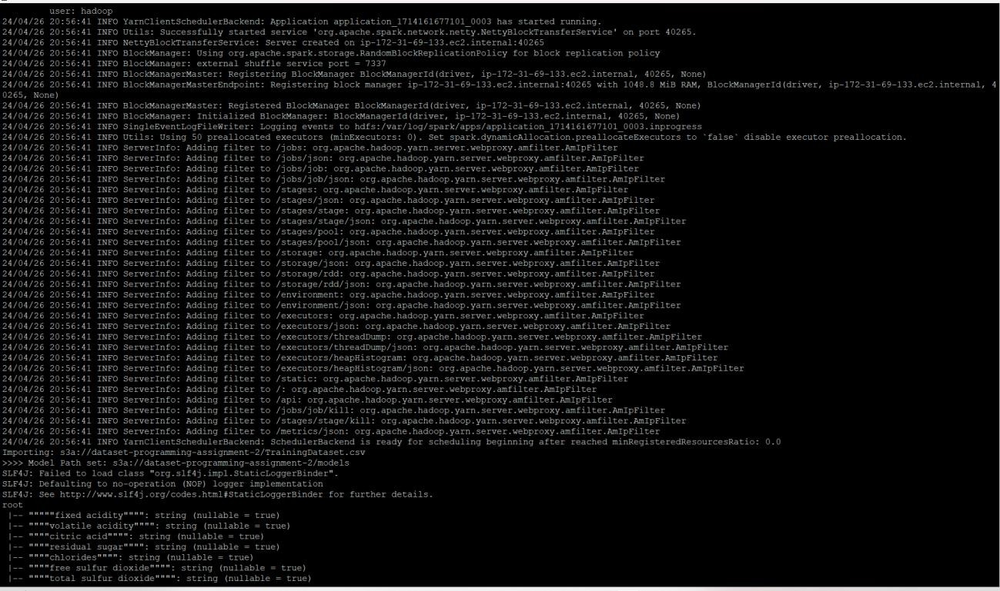 user: hadoop
24/04/26 20:56:41 INFO YarnClientSchedulerBackend: Application application_1714161677101_0003 has started running.
24/04/26 20:56:41 INFO Utils: Successfully started service 'org.apache.spark.network.netty.NettyBlockTransferService' on port 40265.
24/04/26 20:56:41 INFO NettyBlockTransferService: Server created on ip-172-31-69-133.ec2.internal:40265
24/04/26 20:56:41 INFO BlockManager: Using org.apache.spark.storage.RandomBlockReplicationPolicy for block replication policy
24/04/26 20:56:41 INFO BlockManager: external shuffle service port = 7337
24/04/26 20:56:41 INFO BlockManagerMaster: Registering BlockManager BlockManagerId(driver, ip-172-31-69-133.ec2.internal, 40265, None)
24/04/26 20:56:41 INFO BlockManagerMasterEndpoint: Registering block manager ip-172-31-69-133.ec2.internal:40265 with 1048.8 MiB RAM, BlockManagerId(driver, ip-172-31-69-133.ec2.internal, 4
0265, None)
24/04/26 20:56:41 INFO BlockManagerMaster: Registered BlockManager BlockManagerId(driver, ip-172-31-69-133.ec2.internal, 40265, None)
24/04/26 20:56:41 INFO BlockManager: Initialized BlockManager: BlockManagerId(driver, ip-172-31-69-133.ec2.internal, 40265, None)
24/04/26 20:56:41 INFO SingleEventLogFileWriter: Logging events to hdfs:/var/log/spark/apps/application_1714161677101_0003.inprogress
24/04/26 20:56:41 INFO Utils: Using 50 preallocated executors (minExecutors: 0). Set spark.dynamicAllocation.preallocateExecutors to `false` disable executor preallocation.
24/04/26 20:56:41 INFO ServerInfo: Adding filter to /jobs: org.apache.hadoop.yarn.server.webproxy.amfilter.AmIpFilter
24/04/26 20:56:41 INFO ServerInfo: Adding filter to /jobs/json: org.apache.hadoop.yarn.server.webproxy.amfilter.AmIpFilter
24/04/26 20:56:41 INFO ServerInfo: Adding filter to /jobs/job: org.apache.hadoop.yarn.server.webproxy.amfilter.AmIpFilter
24/04/26 20:56:41 INFO ServerInfo: Adding filter to /jobs/job/json: org.apache.hadoop.yarn.server.webproxy.amfilter.AmIpFilter
24/04/26 20:56:41 INFO ServerInfo: Adding filter to /stages: org.apache.hadoop.yarn.server.webproxy.amfilter.AmIpFilter
24/04/26 20:56:41 INFO ServerInfo: Adding filter to /stages/json: org.apache.hadoop.yarn.server.webproxy.amfilter.AmIpFilter
24/04/26 20:56:41 INFO ServerInfo: Adding filter to /stages/stage: org.apache.hadoop.yarn.server.webproxy.amfilter.AmIpFilter
24/04/26 20:56:41 INFO ServerInfo: Adding filter to /stages/stage/json: org.apache.hadoop.yarn.server.webproxy.amfilter.AmIpFilter
24/04/26 20:56:41 INFO ServerInfo: Adding filter to /stages/pool: org.apache.hadoop.yarn.server.webproxy.amfilter.AmIpFilter
24/04/26 20:56:41 INFO ServerInfo: Adding filter to /stages/pool/json: org.apache.hadoop.yarn.server.webproxy.amfilter.AmIpFilter
24/04/26 20:56:41 INFO ServerInfo: Adding filter to /storage: org.apache.hadoop.yarn.server.webproxy.amfilter.AmIpFilter
24/04/26 20:56:41 INFO ServerInfo: Adding filter to /storage/json: org.apache.hadoop.yarn.server.webproxy.amfilter.AmIpFilter
24/04/26 20:56:41 INFO ServerInfo: Adding filter to /storage/rdd: org.apache.hadoop.yarn.server.webproxy.amfilter.AmIpFilter
24/04/26 20:56:41 INFO ServerInfo: Adding filter to /storage/rdd/json: org.apache.hadoop.yarn.server.webproxy.amfilter.AmIpFilter
24/04/26 20:56:41 INFO ServerInfo: Adding filter to /environment: org.apache.hadoop.yarn.server.webproxy.amfilter.AmIpFilter
24/04/26 20:56:41 INFO ServerInfo: Adding filter to /environment/json: org.apache.hadoop.yarn.server.webproxy.amfilter.AmIpFilter
24/04/26 20:56:41 INFO ServerInfo: Adding filter to /executors: org.apache.hadoop.yarn.server.webproxy.amfilter.AmIpFilter
24/04/26 20:56:41 INFO ServerInfo: Adding filter to /executors/json: org.apache.hadoop.yarn.server.webproxy.amfilter.AmIpFilter
24/04/26 20:56:41 INFO ServerInfo: Adding filter to /executors/threadDump: org.apache.hadoop.yarn.server.webproxy.amfilter.AmIpFilter
24/04/26 20:56:41 INFO ServerInfo: Adding filter to /executors/threadDump/json: org.apache.hadoop.yarn.server.webproxy.amfilter.AmIpFilter
24/04/26 20:56:41 INFO ServerInfo: Adding filter to /executors/heapHistogram: org.apache.hadoop.yarn.server.webproxy.amfilter.AmIpFilter
24/04/26 20:56:41 INFO ServerInfo: Adding filter to /executors/heapHistogram/json: org.apache.hadoop.yarn.server.webproxy.amfilter.AmIpFilter
24/04/26 20:56:41 INFO ServerInfo: Adding filter to /static: org.apache.hadoop.yarn.server.webproxy.amfilter.AmIpFilter
24/04/26 20:56:41 INFO ServerInfo: Adding filter to /: org.apache.hadoop.yarn.server.webproxy.amfilter.AmIpFilter
24/04/26 20:56:41 INFO ServerInfo: Adding filter to /api: org.apache.hadoop.yarn.server.webproxy.amfilter.AmIpFilter
24/04/26 20:56:41 INFO ServerInfo: Adding filter to /jobs/job/kill: org.apache.hadoop.yarn.server.webproxy.amfilter.AmIpFilter
24/04/26 20:56:41 INFO ServerInfo: Adding filter to /stages/stage/kill: org.apache.hadoop.yarn.server.webproxy.amfilter.AmIpFilter
24/04/26 20:56:41 INFO ServerInfo: Adding filter to /metrics/json: org.apache.hadoop.yarn.server.webproxy.amfilter.AmIpFilter
24/04/26 20:56:41 INFO YarnClientSchedulerBackend: SchedulerBackend is ready for scheduling beginning after reached minRegisteredResourcesRatio: 0.0
Importing: s3a://dataset-programming-assignment-2/TrainingDataset.csv
>>>> Model Path set: s3a://dataset-programming-assignment-2/models
SLF4J: Failed to load class "org.slf4j.impl.StaticLoggerBinder".
SLF4J: Defaulting to no-operation (NOP) logger implementation
SLF4J: See http://www.slf4j.org/codes.html#StaticLoggerBinder for further details.
root
 |-- """""fixed acidity"""": string (nullable = true)
 |-- """"volatile acidity"""": string (nullable = true)
 |-- """"citric acid"""": string (nullable = true)
 |-- """"residual sugar"""": string (nullable = true)
 |-- """"chlorides"""": string (nullable = true)
 |-- """"free sulfur dioxide"""": string (nullable = true)
 |-- """"total sulfur dioxide"""": string (nullable = true)